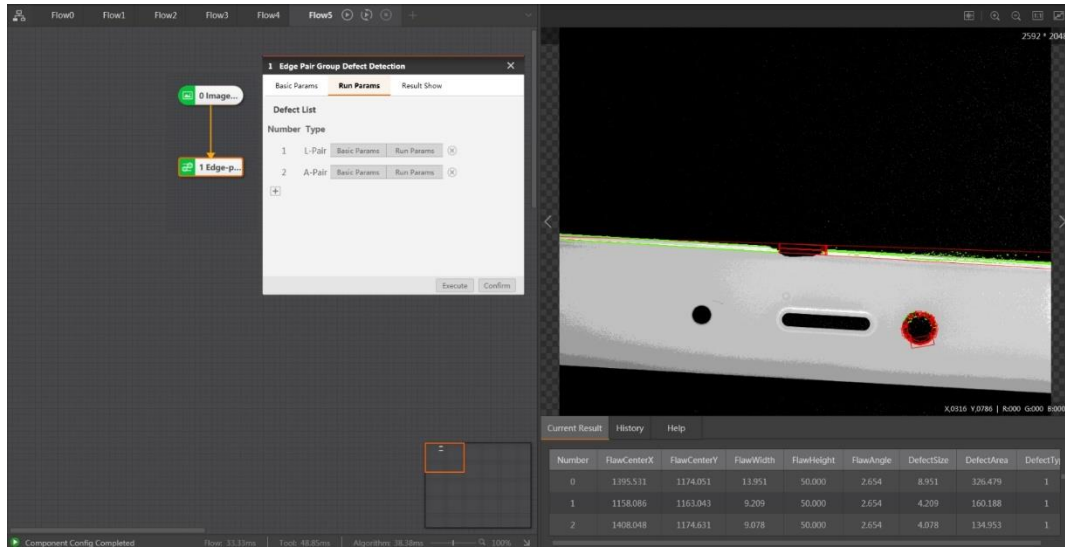 Flow0 Flow1 Flow2 Flow3 Flow4 Flow5
2592 * 2048
0 Image...
1 Edge-p...
1 Edge Pair Group Defect Detection
Basic Params Run Params Result Show
Defect List
Number Type
1 L-Pair Basic Params Run Params
2 A-Pair Basic Params Run Params
Execute Confirm
X,0316 Y,0786 | R:000 G:000 B:000
Current Result History Help
Number FlawCenterX FlawCenterY FlawWidth FlawHeight FlawAngle DefectSize DefectArea DefectTy
0 1395.531 1174.051 13.951 50.000 2.654 8.951 326.479 1
1 1158.086 1163.043 9.209 50.000 2.654 4.209 160.188 1
2 1408.048 1174.631 9.078 50.000 2.654 4.078 134.953 1
Component Config Completed Flow: 33.33ms Tool: 48.85ms Algorithm: 38.38ms 100%